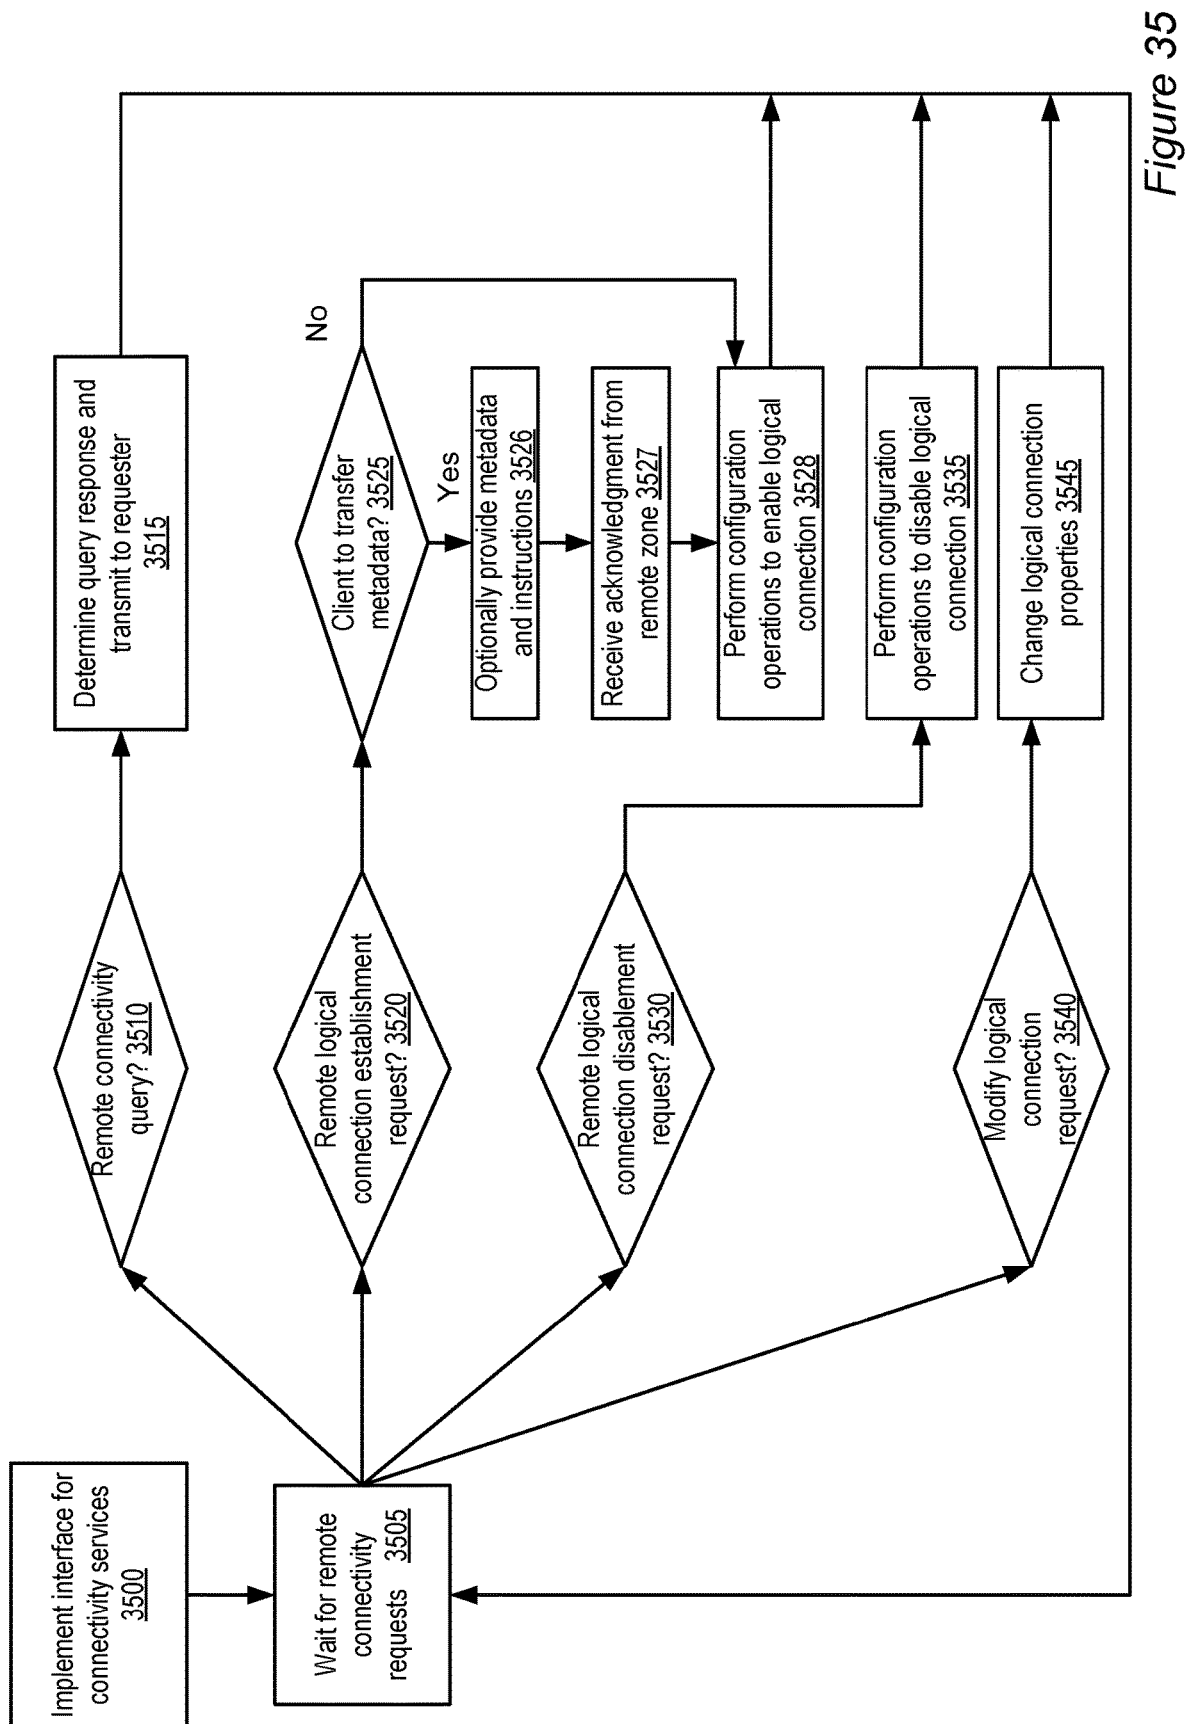 Implement interface for
connectivity services
3500
Wait for remote
connectivity
requests 3505
Remote connectivity
query? 3510
Determine query response and
transmit to requester
3515
Remote logical
connection establishment
request? 3520
Client to transfer
metadata? 3525
No
Yes
Optionally provide metadata
and instructions 3526
Receive acknowledgment from
remote zone 3527
Perform configuration
operations to enable logical
connection 3528
Remote logical
connection disablement
request? 3530
Perform configuration
operations to disable logical
connection 3535
Modify logical
connection
request? 3540
Change logical connection
properties 3545
Figure 35